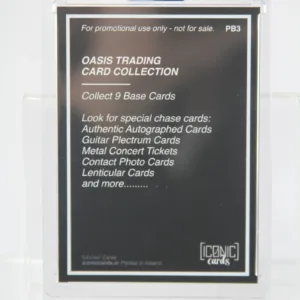 For promotional use only - not for sale. PB3
OASIS TRADING
CARD COLLECTION
Collect 9 Base Cards
Look for special chase cards:
Authentic Autographed Cards
Guitar Plectrum Cards
Metal Concert Tickets
Contact Photo Cards
Lenticular Cards
and more.........
[ICONIC]
cards